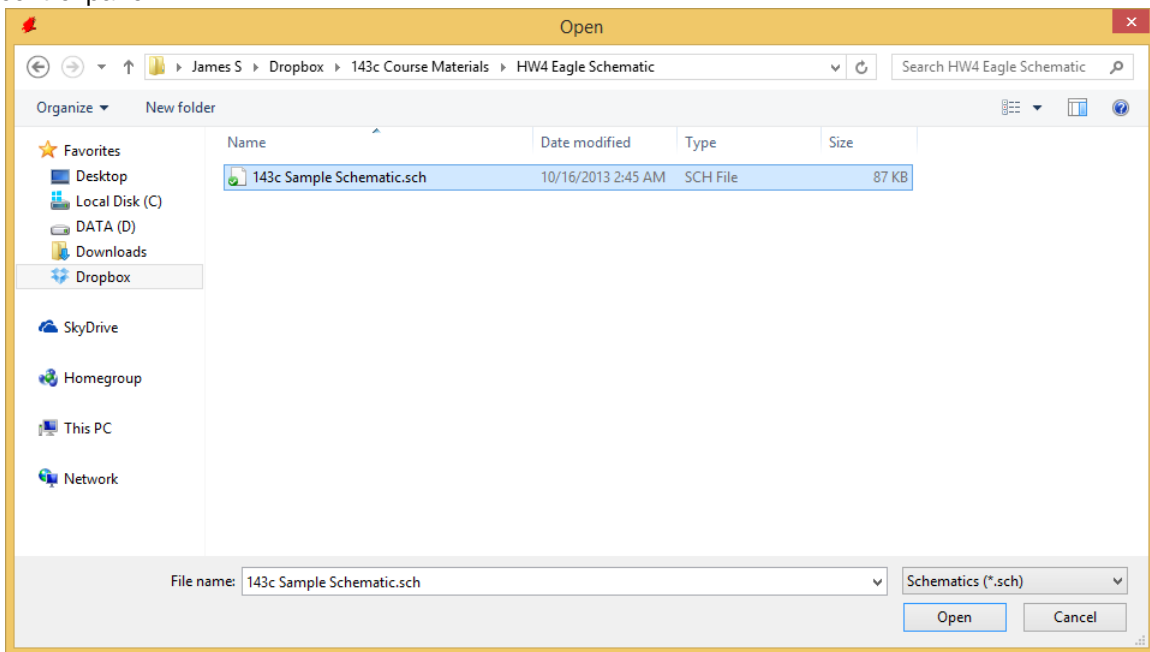 Open
James S Dropbox 143c Course Materials HW4 Eagle Schematic Search HW4 Eagle Schematic
Organize New folder
Name Date modified Type Size
143c Sample Schematic.sch 10/16/2013 2:45 AM SCH File 87 KB
Favorites
Desktop
Local Disk (C)
DATA (D)
Downloads
Dropbox
SkyDrive
Homegroup
This PC
Network
File name: 143c Sample Schematic.sch Schematics (*.sch)
Open Cancel